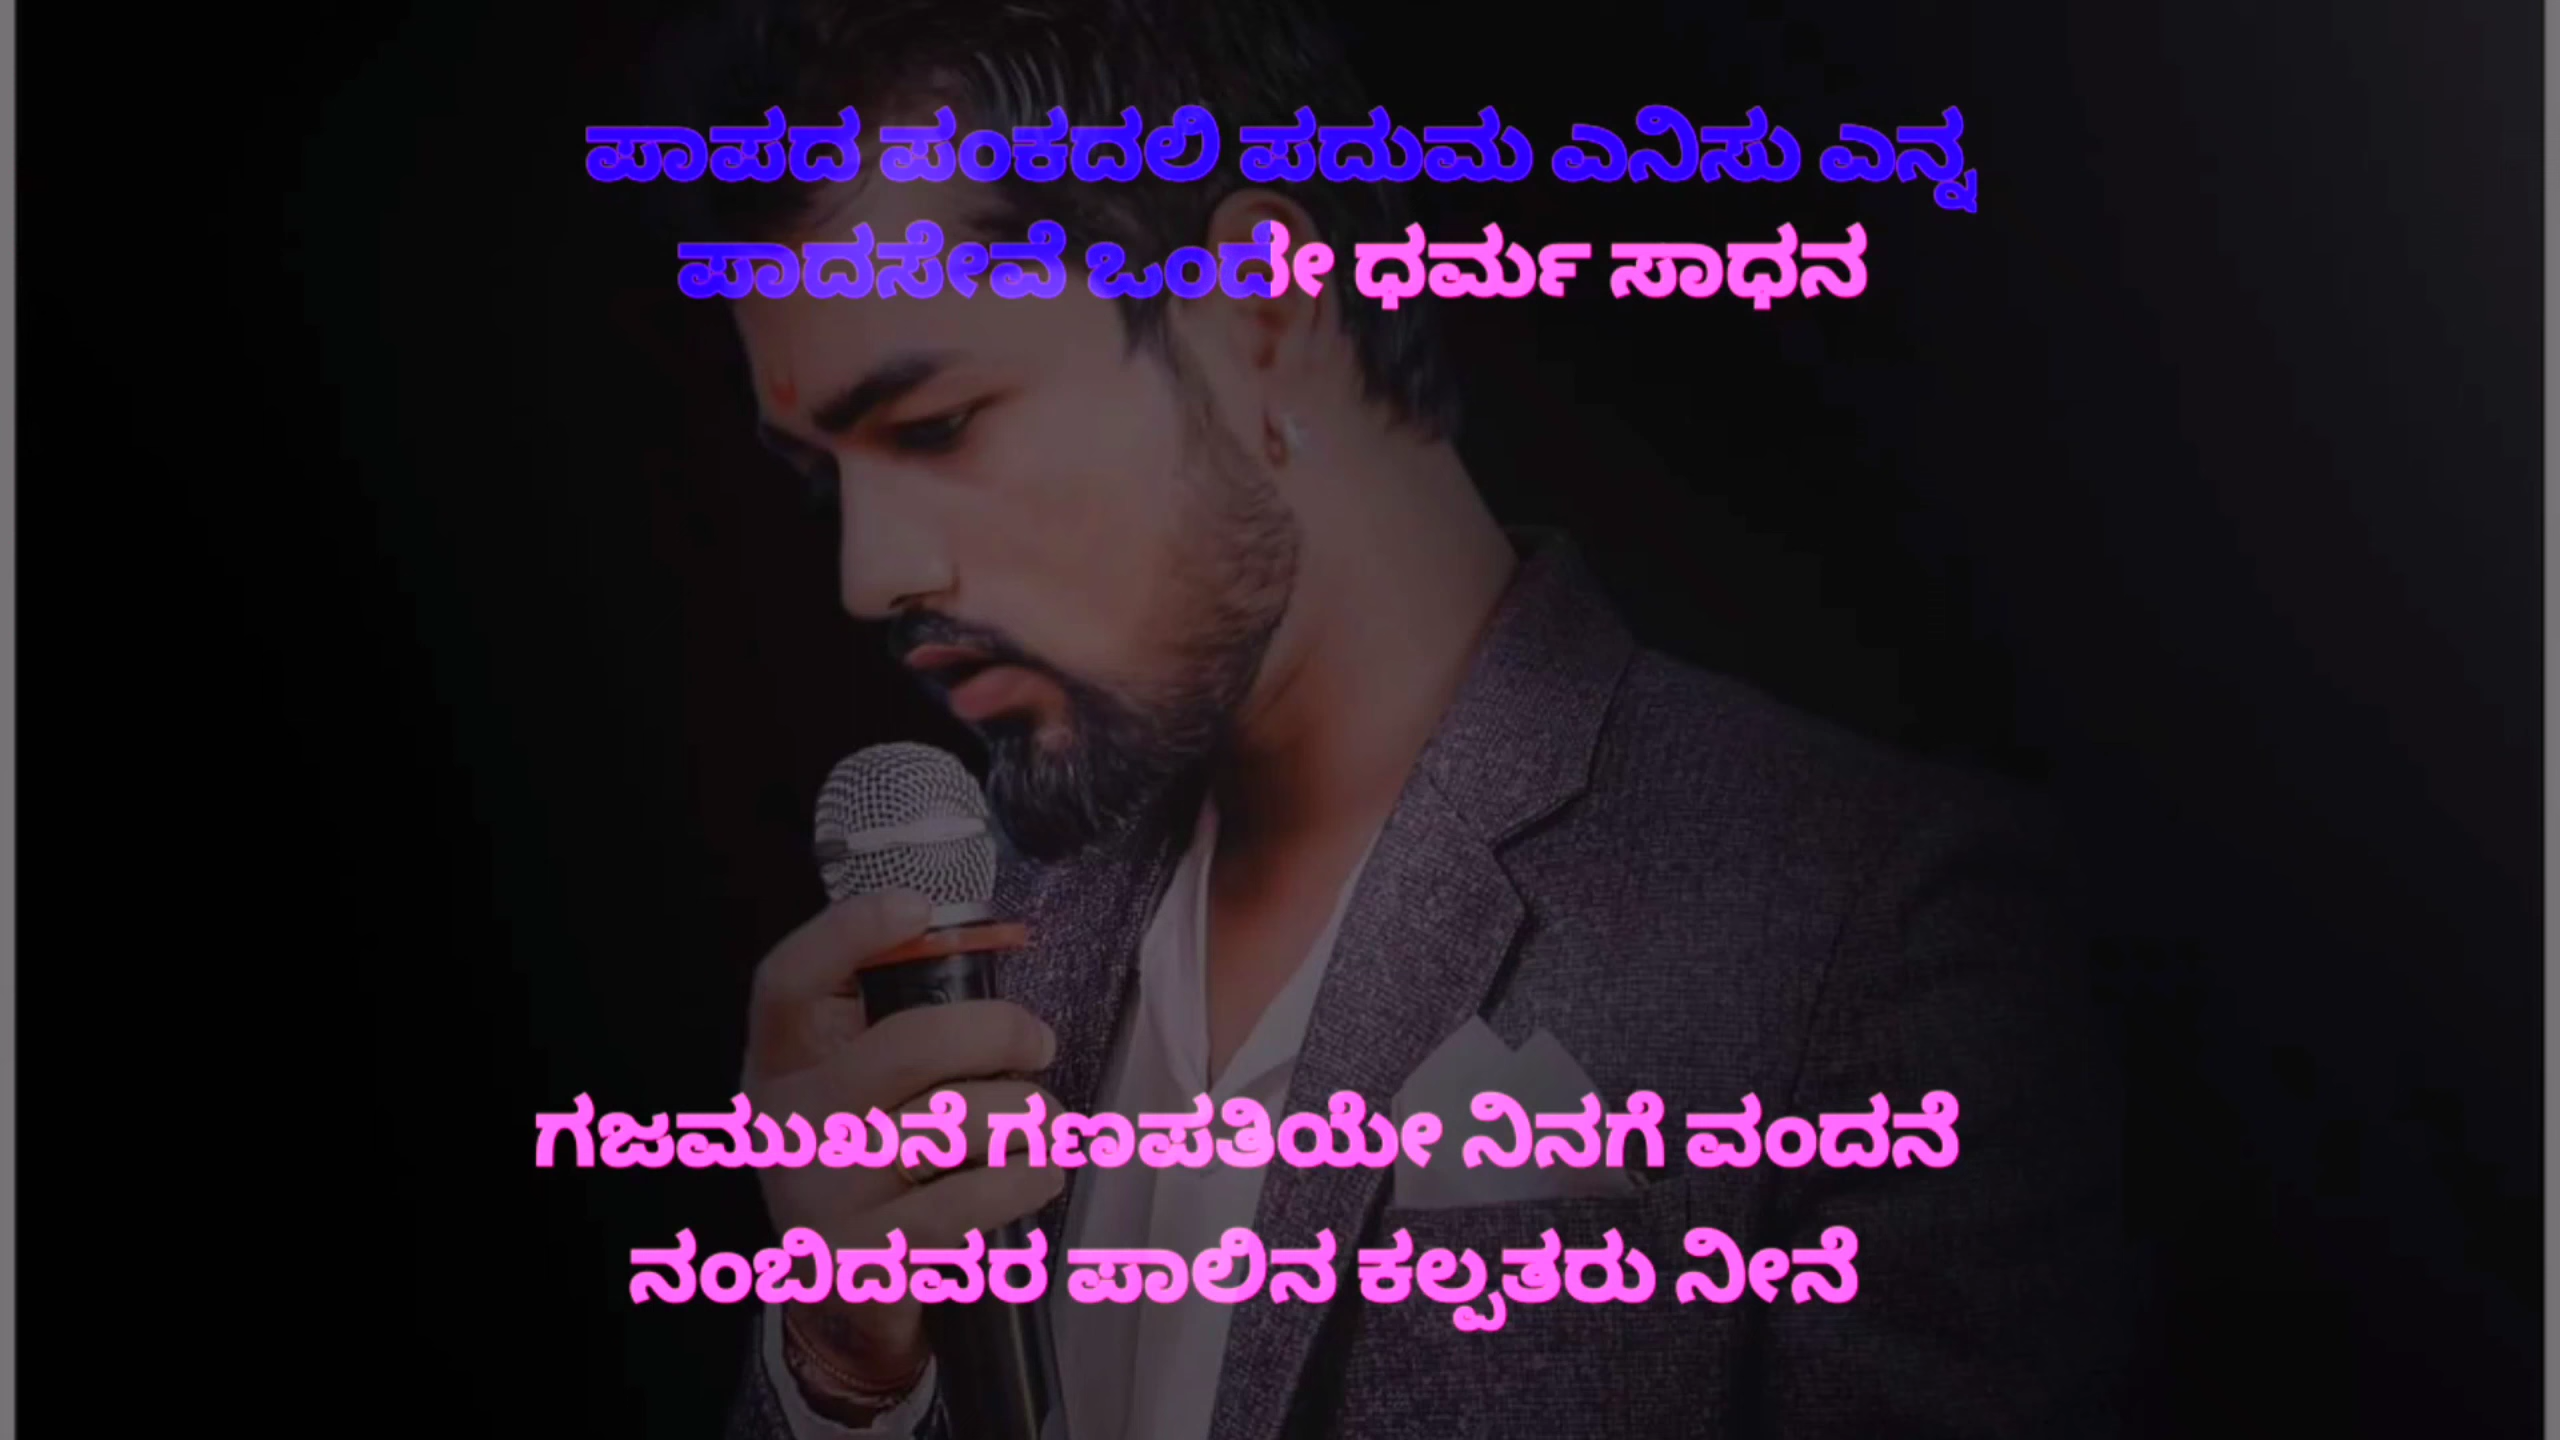 ಪಾಪದ ಪಂಕದಲಿ ಪದುಮ ಎನಿಸು ಎನ್ನ
ಪಾದಸೇವೆ ಒಂದೇ ಧರ್ಮ ಸಾಧನ
ಗಜಮುಖನೆ ಗಣಪತಿಯೇ ನಿನಗೆ ವಂದನೆ
ನಂಬಿದವರ ಪಾಲಿನ ಕಲ್ಪತರು ನೀನೆ